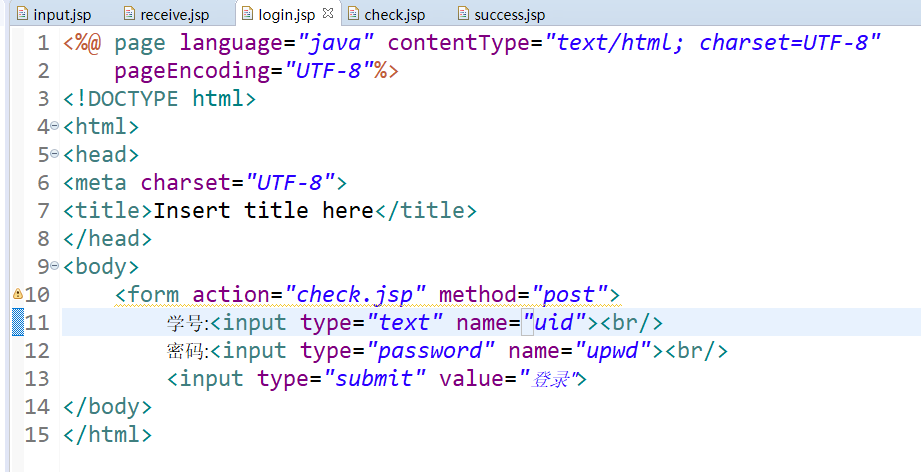 input.jsp receive.jsp login.jsp check.jsp success.jsp
1 <%@ page language="java" contentType="text/html; charset=UTF-8"
2 pageEncoding="UTF-8"%>
3 <!DOCTYPE html>
4 <html>
5 <head>
6 <meta charset="UTF-8">
7 <title>Insert title here</title>
8 </head>
9 <body>
10 <form action="check.jsp" method="post">
11 学号:<input type="text" name="uid"><br/>
12 密码:<input type="password" name="upwd"><br/>
13 <input type="submit" value="登录">
14 </body>
15 </html>